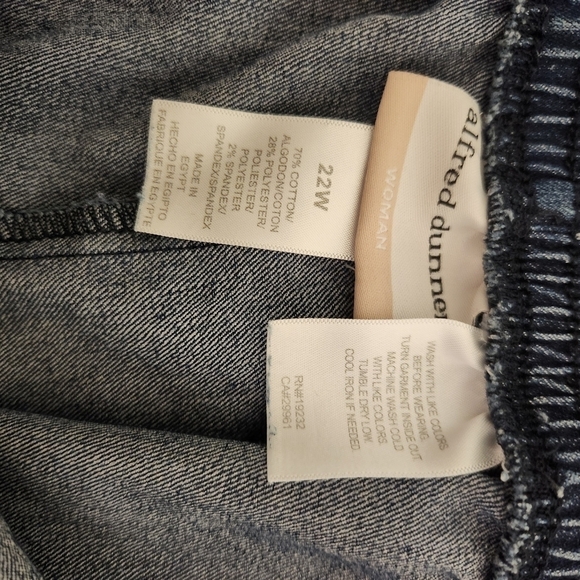 alfred dunner
WOMAN
22W
70% COTTON/
ALGODON/COTON
28% POLYESTER/
POLIESTER/
POLYESTER/
2% SPANDEX/
SPANDEX/SPANDEX
MADE IN
EGYPT
HECHO EN EGIPTO
FABRIQUE EN EGYPTE
WASH WITH LIKE COLORS
BEFORE WEARING.
TURN GARMENT INSIDE OUT
MACHINE WASH COLD
WITH LIKE COLORS.
TUMBLE DRY LOW.
COOL IRON IF NEEDED
RN#19232
CA#29961